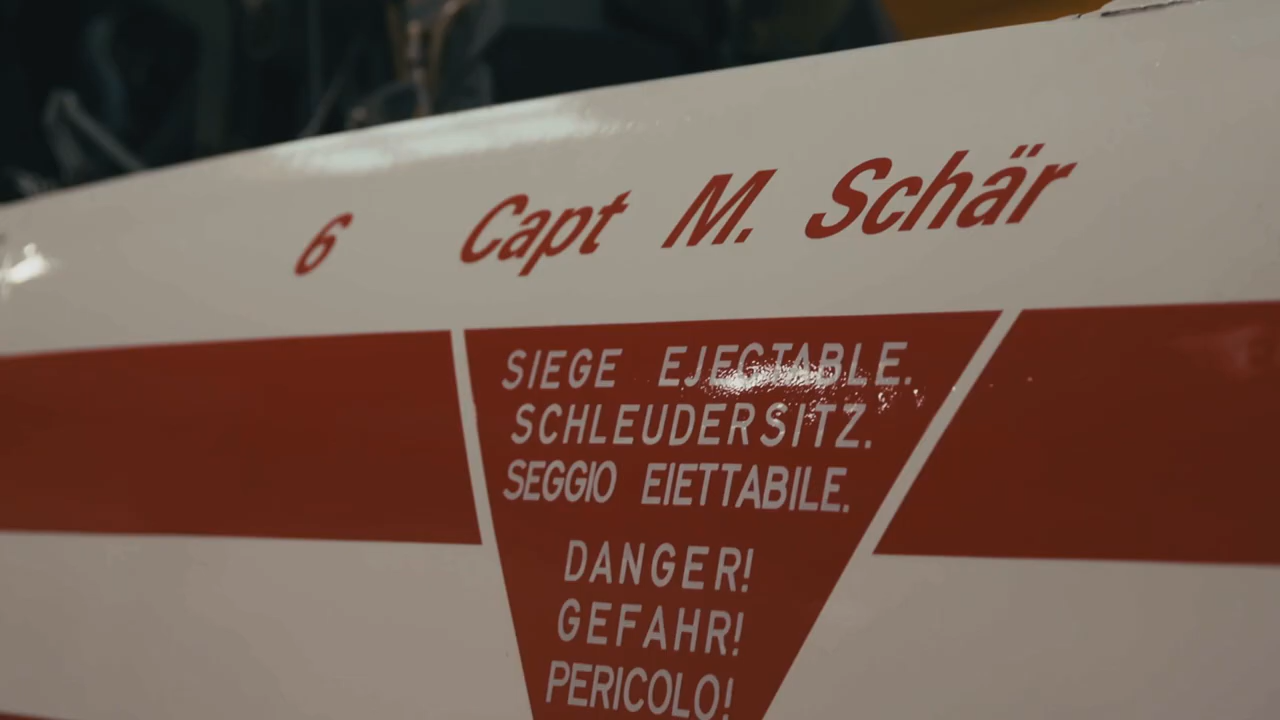 6 Capt M. Schär
SIEGE EJECTABLE.
SCHLEUDERSITZ.
SEGGIO EIETTABILE.
DANGER!
GEFAHR!
PERICOLO!